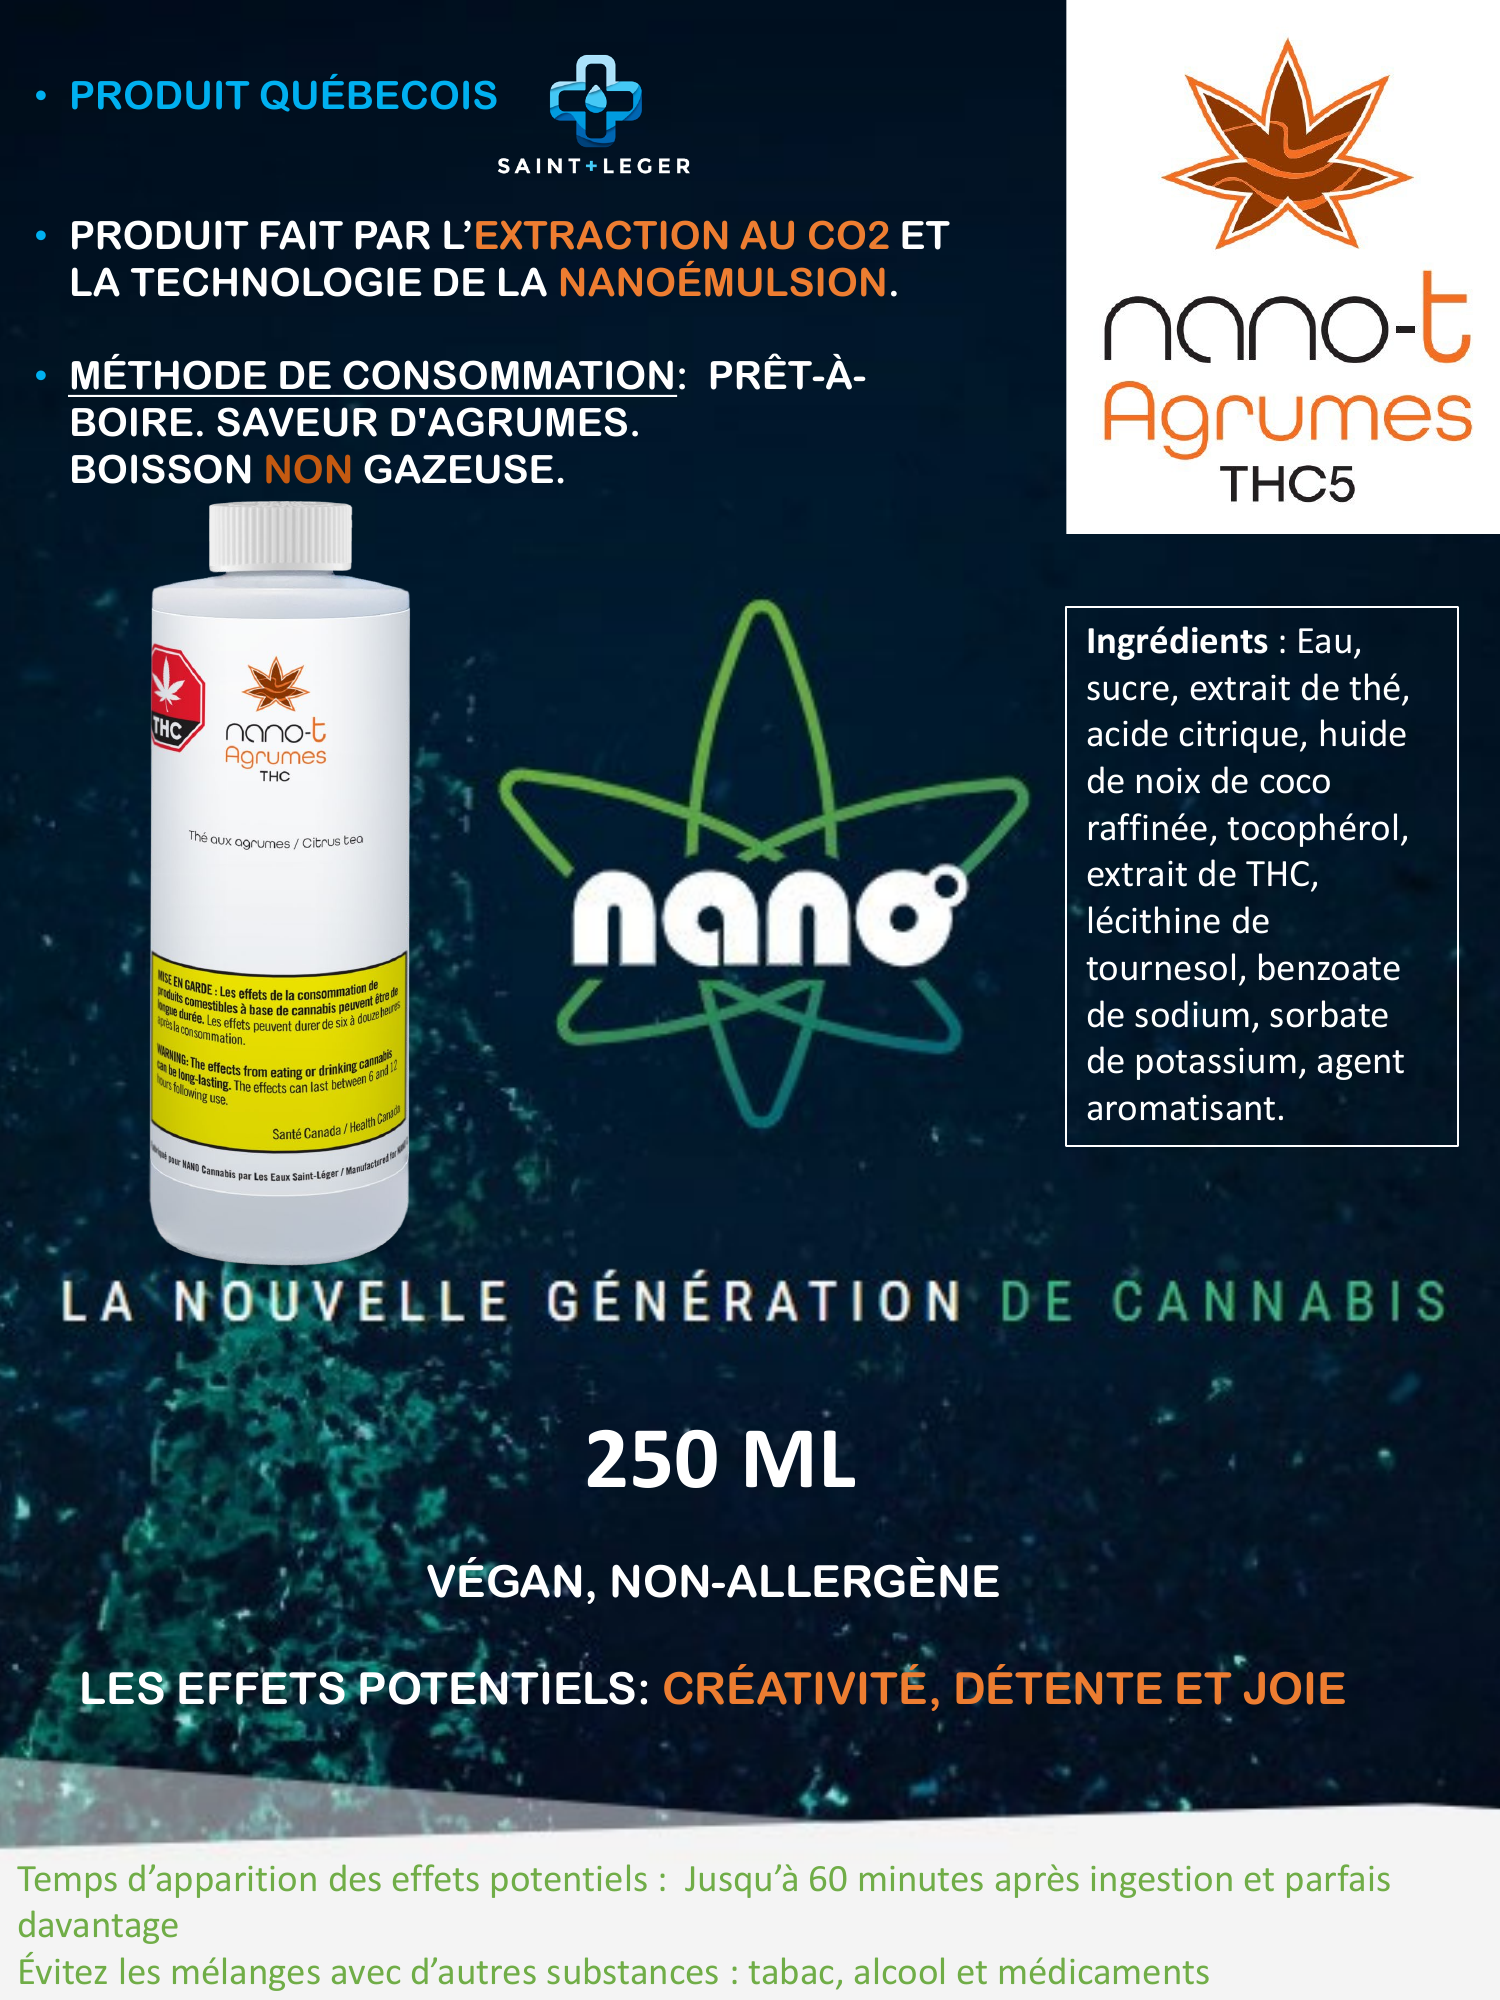 • PRODUIT QUÉBECOIS
SAINT+LEGER
• PRODUIT FAIT PAR L’EXTRACTION AU CO2 ET
LA TECHNOLOGIE DE LA NANOÉMULSION.
• MÉTHODE DE CONSOMMATION: PRÊT-À-
BOIRE. SAVEUR D'AGRUMES.
BOISSON NON GAZEUSE.
nano-t
Agrumes
THC5
THC
nano-t
Agrumes
THC
Thé aux agrumes / Citrus tea
MISE EN GARDE : Les effets de la consommation de
produits comestibles à base de cannabis peuvent être de
longue durée. Les effets peuvent durer de six à douze heures
après la consommation.
WARNING: The effects from eating or drinking cannabis
can be long-lasting. The effects can last between 6 and 12
hours following use.
Santé Canada / Health Canada
pour NANO Cannabis par Les Eaux Saint-Léger / Manufactured for
nano
Ingrédients : Eau,
sucre, extrait de thé,
acide citrique, huide
de noix de coco
raffinée, tocophérol,
extrait de THC,
lécithine de
tournesol, benzoate
de sodium, sorbate
de potassium, agent
aromatisant.
LA NOUVELLE GÉNÉRATION DE CANNABIS
250 ML
VÉGAN, NON-ALLERGÈNE
LES EFFETS POTENTIELS: CRÉATIVITÉ, DÉTENTE ET JOIE
Temps d’apparition des effets potentiels : Jusqu’à 60 minutes après ingestion et parfais
davantage
Évitez les mélanges avec d’autres substances : tabac, alcool et médicaments